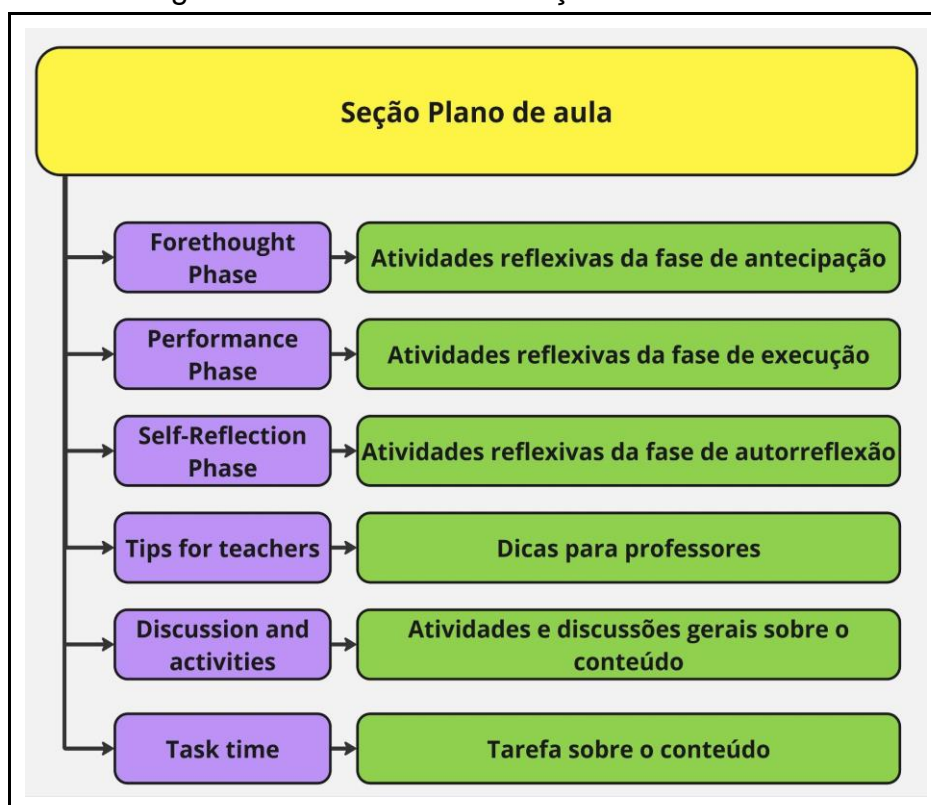 Seção Plano de aula
Forethought
Phase
Atividades reflexivas da fase de antecipação
Performance
Phase
Atividades reflexivas da fase de execução
Self-Reflection
Phase
Atividades reflexivas da fase de autorreflexão
Tips for teachers
Dicas para professores
Discussion and
activities
Atividades e discussões gerais sobre o
conteúdo
Task time
Tarefa sobre o conteúdo